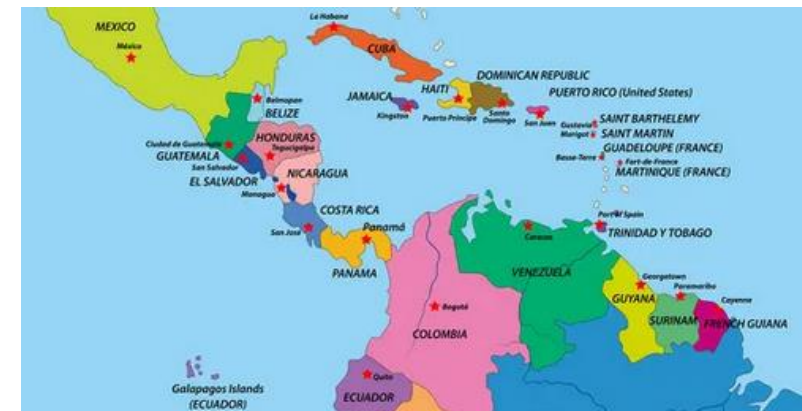 MEXICO
México
La Habana
CUBA
HAITI
DOMINICAN REPUBLIC
PUERTO RICO (United States)
JAMAICA
Kingston
Puerto Principe
Santo
Domingo
San Juan
Gustavia
SAINT BARTHELEMY
Marigot
SAINT MARTIN
GUADELOUPE (FRANCE)
Basse-Terre
Fort-de-France
MARTINIQUE (FRANCE)
Belmopan
BELIZE
Ciudad de Guatemala
HONDURAS
Tegucigalpa
GUATEMALA
San Salvador
EL SALVADOR
NICARAGUA
Managua
COSTA RICA
San José
Panamá
PANAMA
Port of Spain
TRINIDAD Y TOBAGO
Caracas
VENEZUELA
Georgetown
GUYANA
Paramaribo
SURINAM
Cayenne
FRENCH GUIANA
Bogotá
COLOMBIA
Quito
ECUADOR
Galapagos Islands
(ECUADOR)